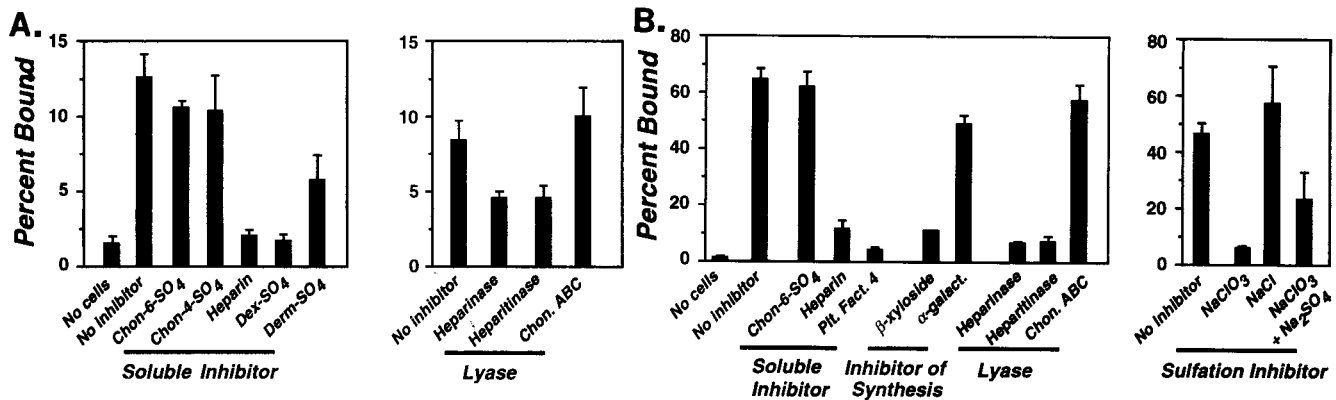 A.
Percent Bound
15
10
5
0
No cells
No Inhibitor
Chon-6-SO4
Chon-4-SO4
Heparin
Dex-SO4
Derm-SO4
Soluble Inhibitor
15
10
5
0
No inhibitor
Heparinase
Heparitinase
Chon. ABC
Lyase
B.
Percent Bound
80
60
40
20
0
No cells
No inhibitor
Chon-6-SO4
Heparin
Plt. Fact. 4
β-xyloside
α-galact.
Heparinase
Heparitinase
Chon. ABC
Soluble
Inhibitor
Inhibitor of
Synthesis
Lyase
80
60
40
20
0
No Inhibitor
NaClO3
NaCl
NaClO3
+ Na2SO4
Sulfation Inhibitor